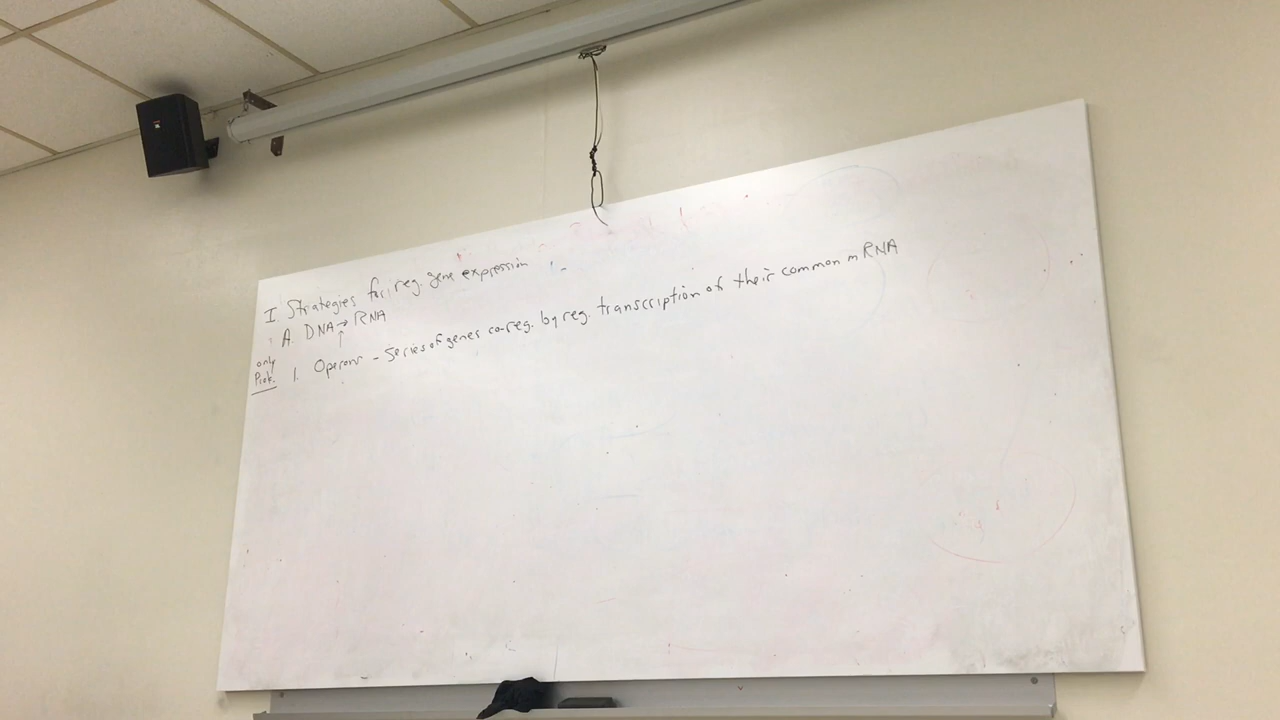 I Strategies for reg. gene expression
A. DNA → RNA
only
Prok.
1. Operons - Series of genes co-reg. by reg. transcription of their common mRNA